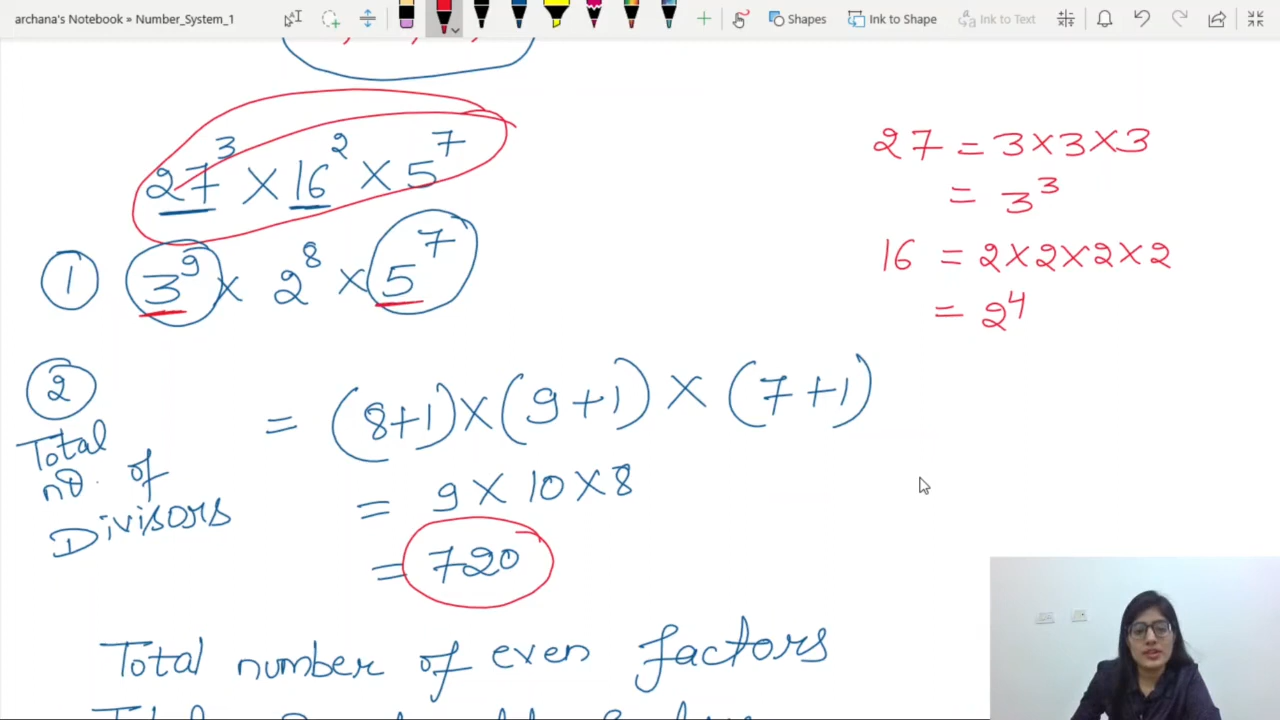 archana's Notebook » Number_System_1
Shapes
Ink to Shape
Ink to Text
27³ × 16² × 5⁷
27 = 3×3×3
= 3³
① 3⁹ × 2⁸ × 5⁷
16 = 2×2×2×2
= 2⁴
② Total no. of Divisors
= (8+1)×(9+1)×(7+1)
= 9×10×8
= 720
Total number of even factors